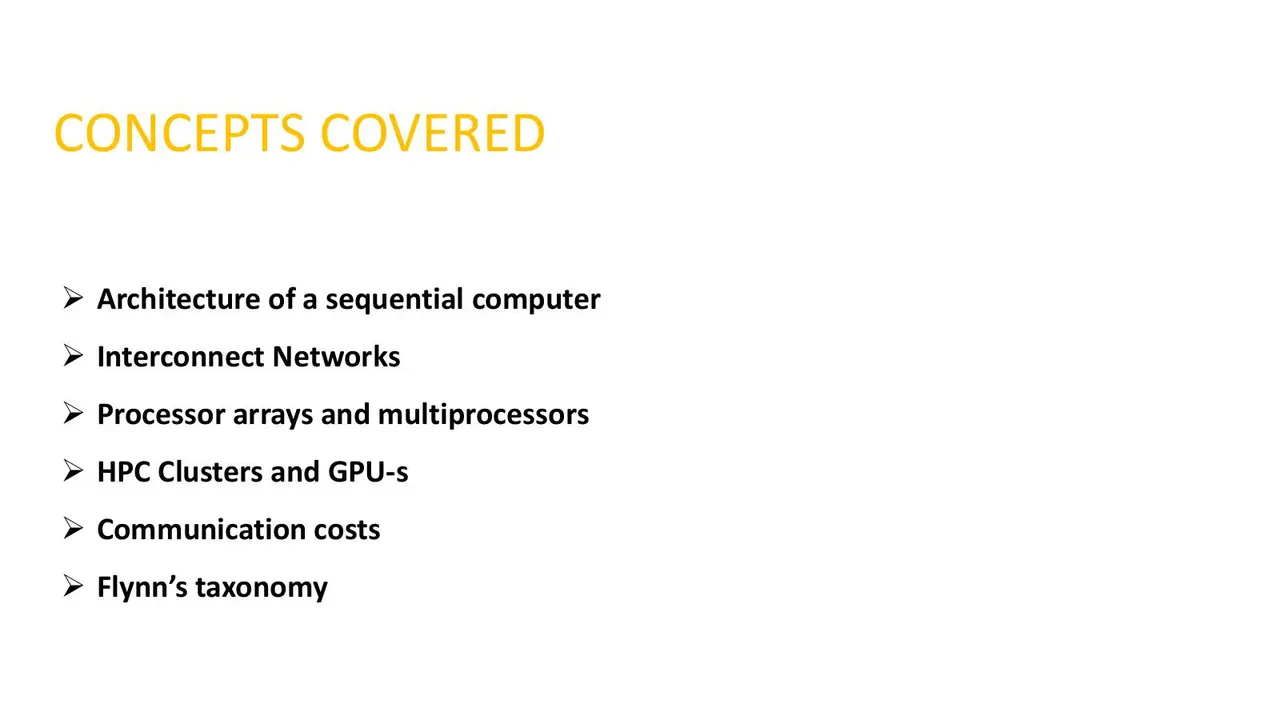 CONCEPTS COVERED
➢ Architecture of a sequential computer
➢ Interconnect Networks
➢ Processor arrays and multiprocessors
➢ HPC Clusters and GPU-s
➢ Communication costs
➢ Flynn’s taxonomy